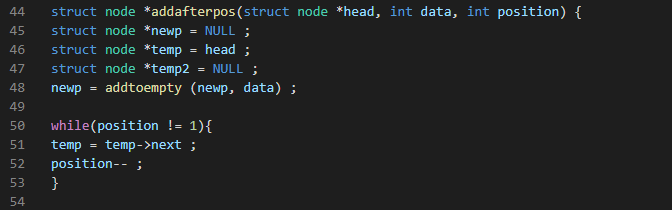 44 struct node *addafterpos(struct node *head, int data, int position) {
45 struct node *newp = NULL ;
46 struct node *temp = head ;
47 struct node *temp2 = NULL ;
48 newp = addtoempty (newp, data) ;
49
50 while(position != 1){
51 temp = temp->next ;
52 position-- ;
53 }
54